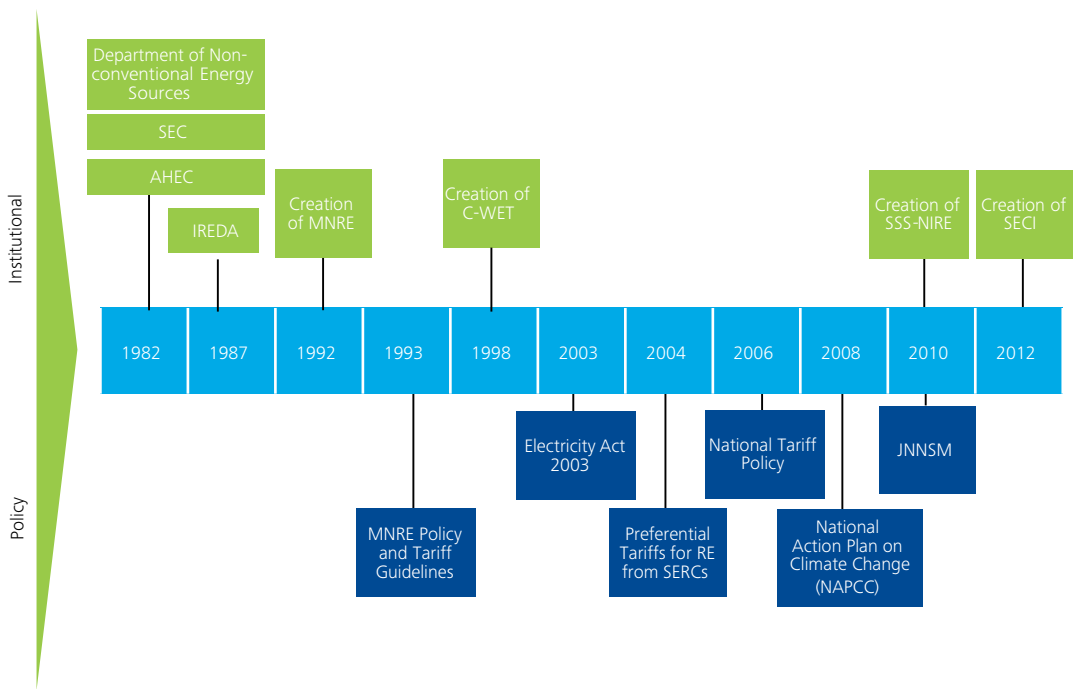 Institutional
Department of Non-
conventional Energy
Sources
SEC
AHEC
IREDA
Creation
of MNRE
Creation of
C-WET
Creation of
SSS-NIRE
Creation of
SECI
1982
1987
1992
1993
1998
2003
2004
2006
2008
2010
2012
Policy
MNRE Policy
and Tariff
Guidelines
Electricity Act
2003
Preferential
Tariffs for RE
from SERCs
National Tariff
Policy
National
Action Plan on
Climate Change
(NAPCC)
JNNSM